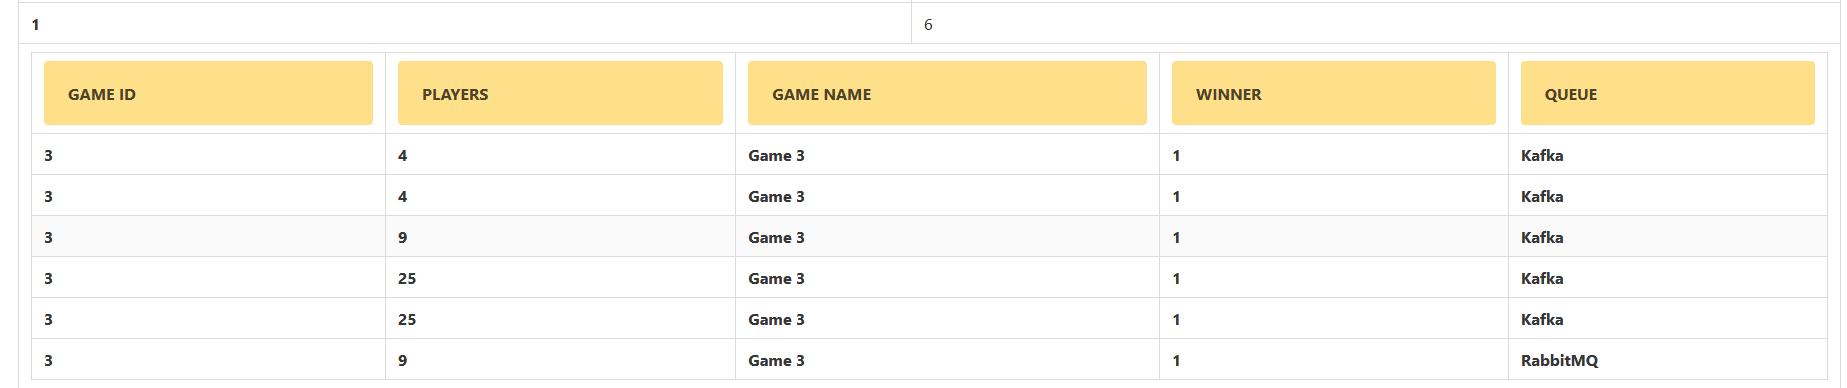 1 6
GAME ID PLAYERS GAME NAME WINNER QUEUE
3 4 Game 3 1 Kafka
3 4 Game 3 1 Kafka
3 9 Game 3 1 Kafka
3 25 Game 3 1 Kafka
3 25 Game 3 1 Kafka
3 9 Game 3 1 RabbitMQ